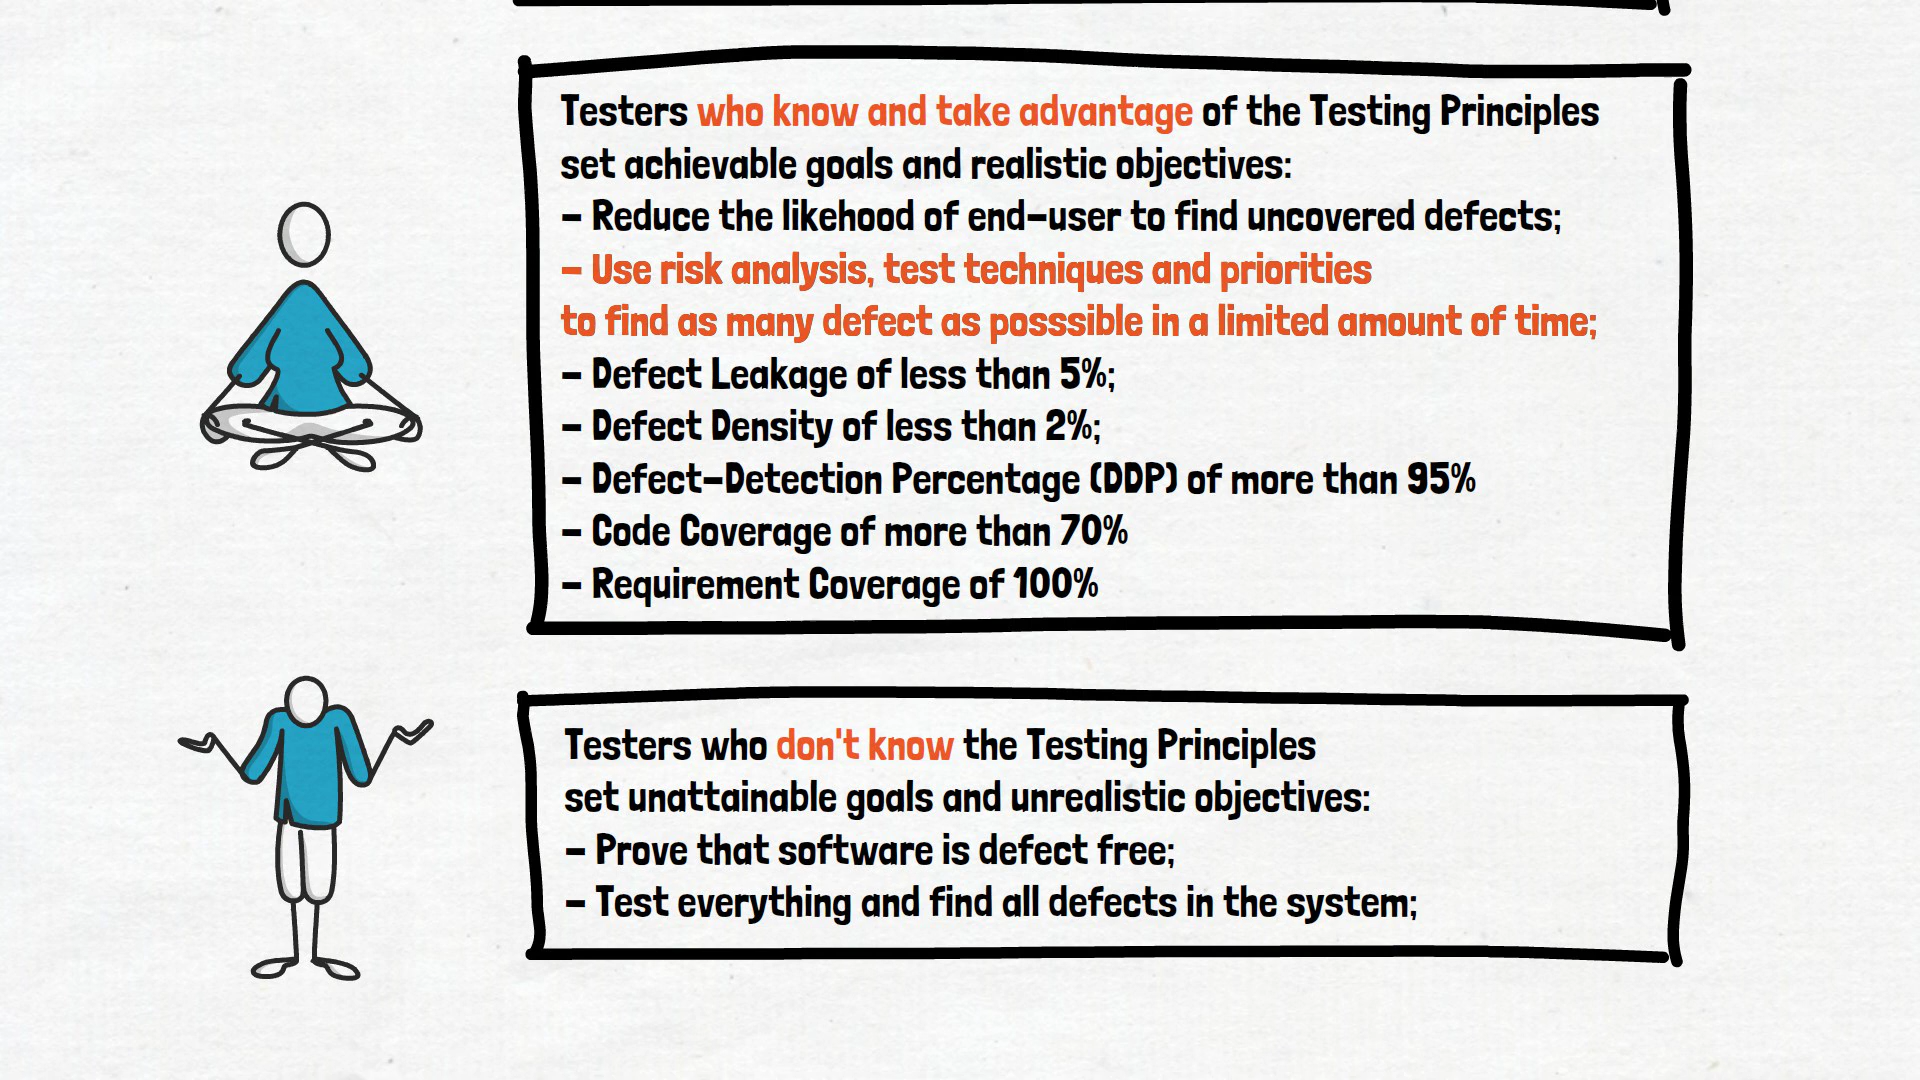 Testers who know and take advantage of the Testing Principles
set achievable goals and realistic objectives:
- Reduce the likehood of end-user to find uncovered defects;
- Use risk analysis, test techniques and priorities
to find as many defect as posssible in a limited amount of time;
- Defect Leakage of less than 5%;
- Defect Density of less than 2%;
- Defect-Detection Percentage (DDP) of more than 95%
- Code Coverage of more than 70%
- Requirement Coverage of 100%
Testers who don't know the Testing Principles
set unattainable goals and unrealistic objectives:
- Prove that software is defect free;
- Test everything and find all defects in the system;